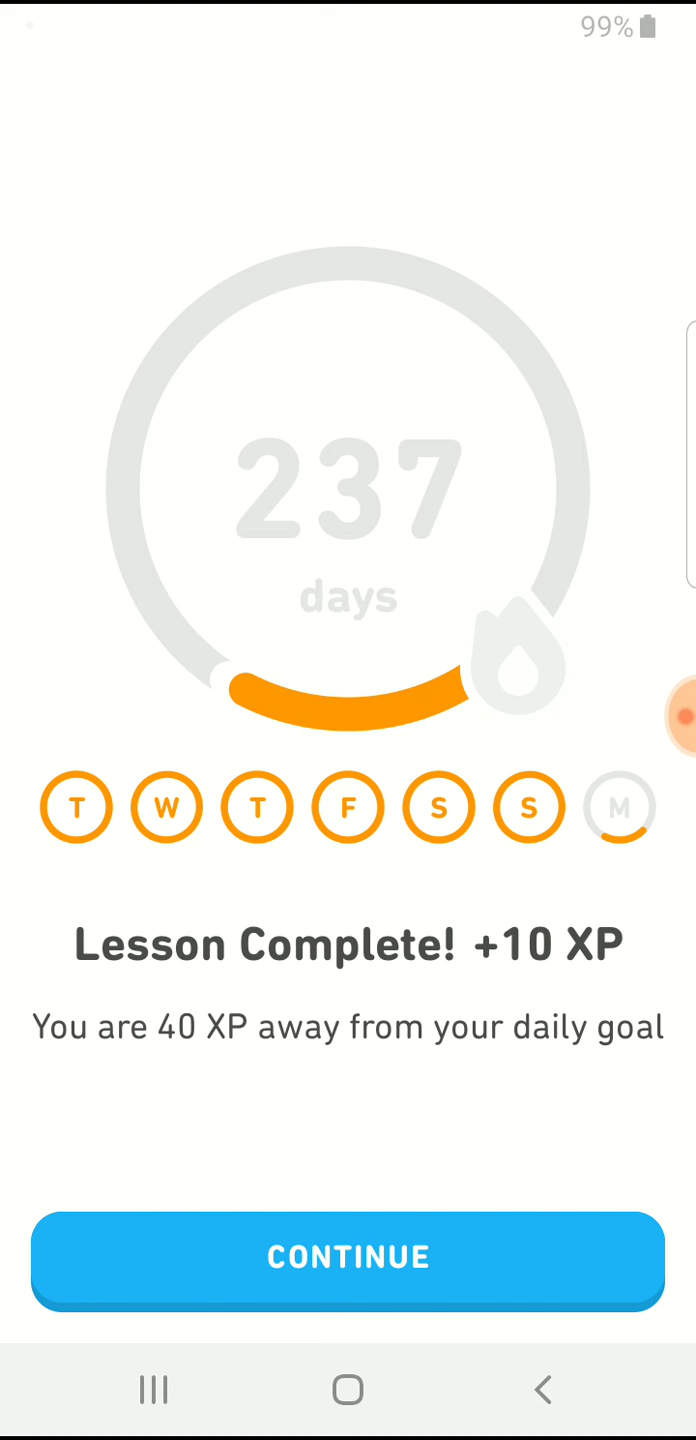 99%
237
days
T W T F S S M
Lesson Complete! +10 XP
You are 40 XP away from your daily goal
CONTINUE